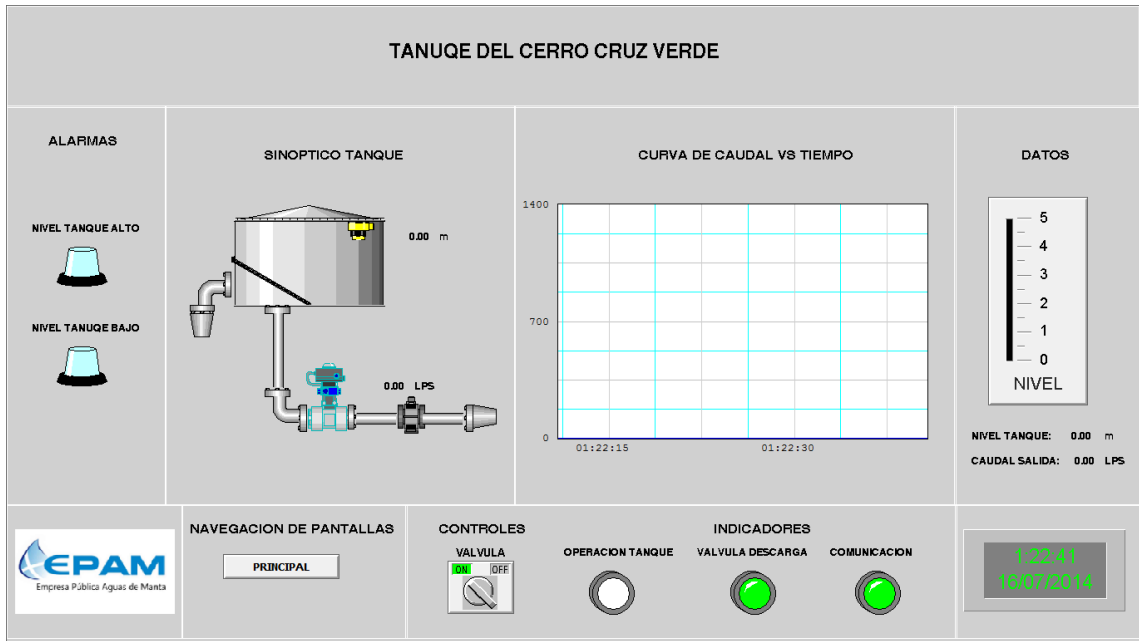 TANUQE DEL CERRO CRUZ VERDE
ALARMAS
NIVEL TANQUE ALTO
NIVEL TANUQE BAJO
SINOPTICO TANQUE
0.00 m
0.00 LPS
CURVA DE CAUDAL VS TIEMPO
1400
700
0
01:22:15 01:22:30
DATOS
5
4
3
2
1
0
NIVEL
NIVEL TANQUE: 0.00 m
CAUDAL SALIDA: 0.00 LPS
EPAM
Empresa Pública Aguas de Manta
NAVEGACION DE PANTALLAS
PRINCIPAL
CONTROLES
VALVULA
ON OFF
INDICADORES
OPERACION TANQUE
VALVULA DESCARGA
COMUNICACION
1:22:41
16/07/2014